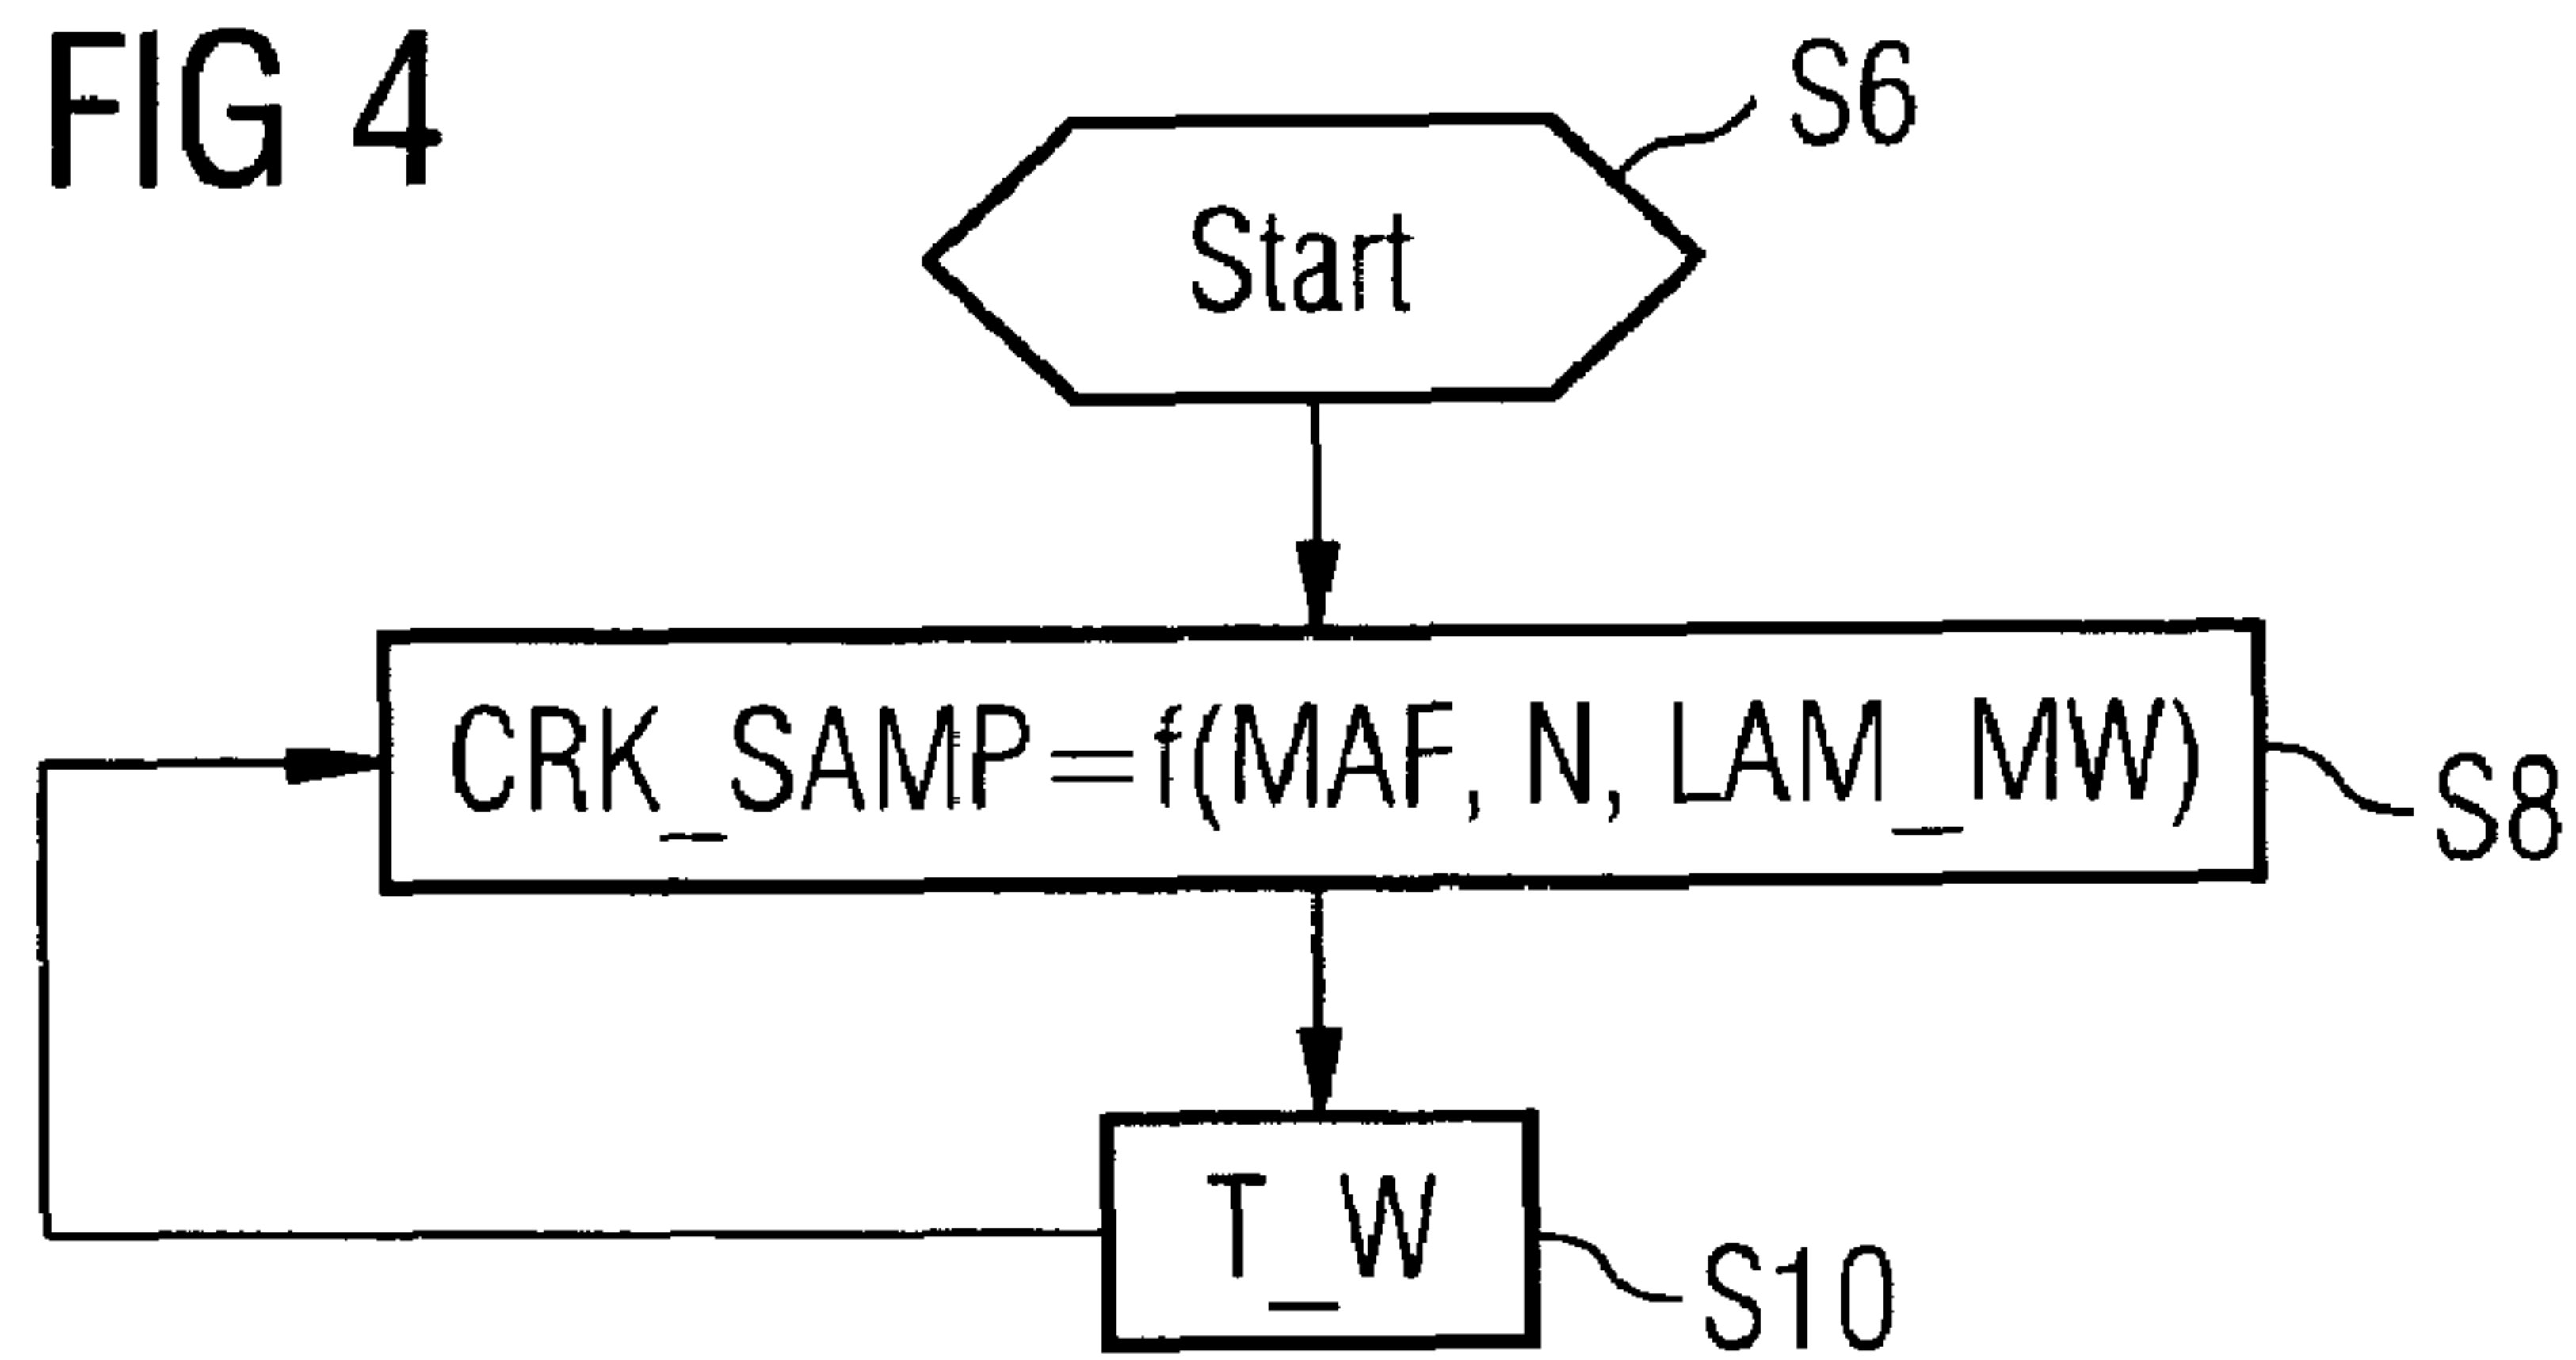 FIG 4
S6
Start
CRK_SAMP=f(MAF, N, LAM_MW)
S8
T_W
S10